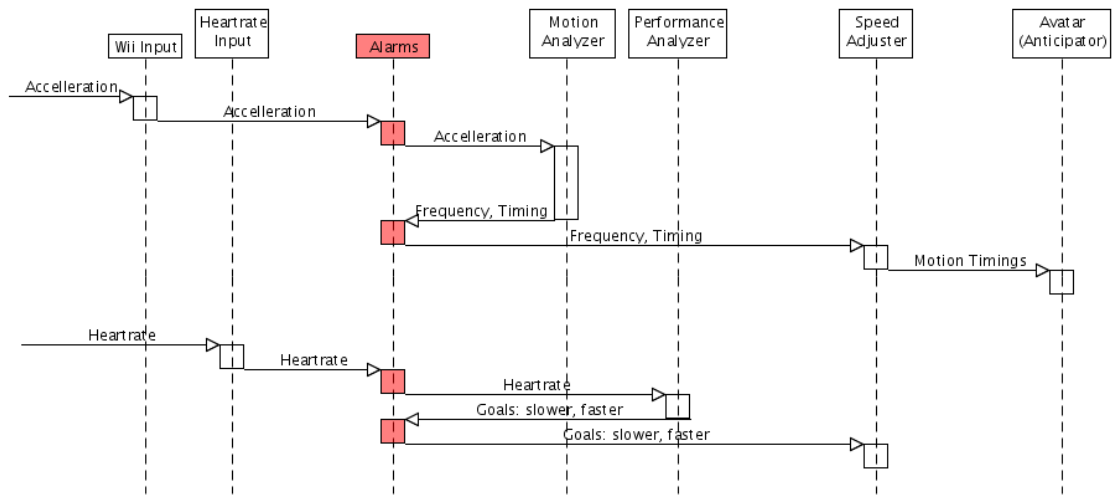 Wii Input
Heartrate
Input
Alarms
Motion
Analyzer
Performance
Analyzer
Speed
Adjuster
Avatar
(Anticipator)
Accelleration
Accelleration
Accelleration
Frequency, Timing
Frequency, Timing
Motion Timings
Heartrate
Heartrate
Heartrate
Goals: slower, faster
Goals: slower, faster